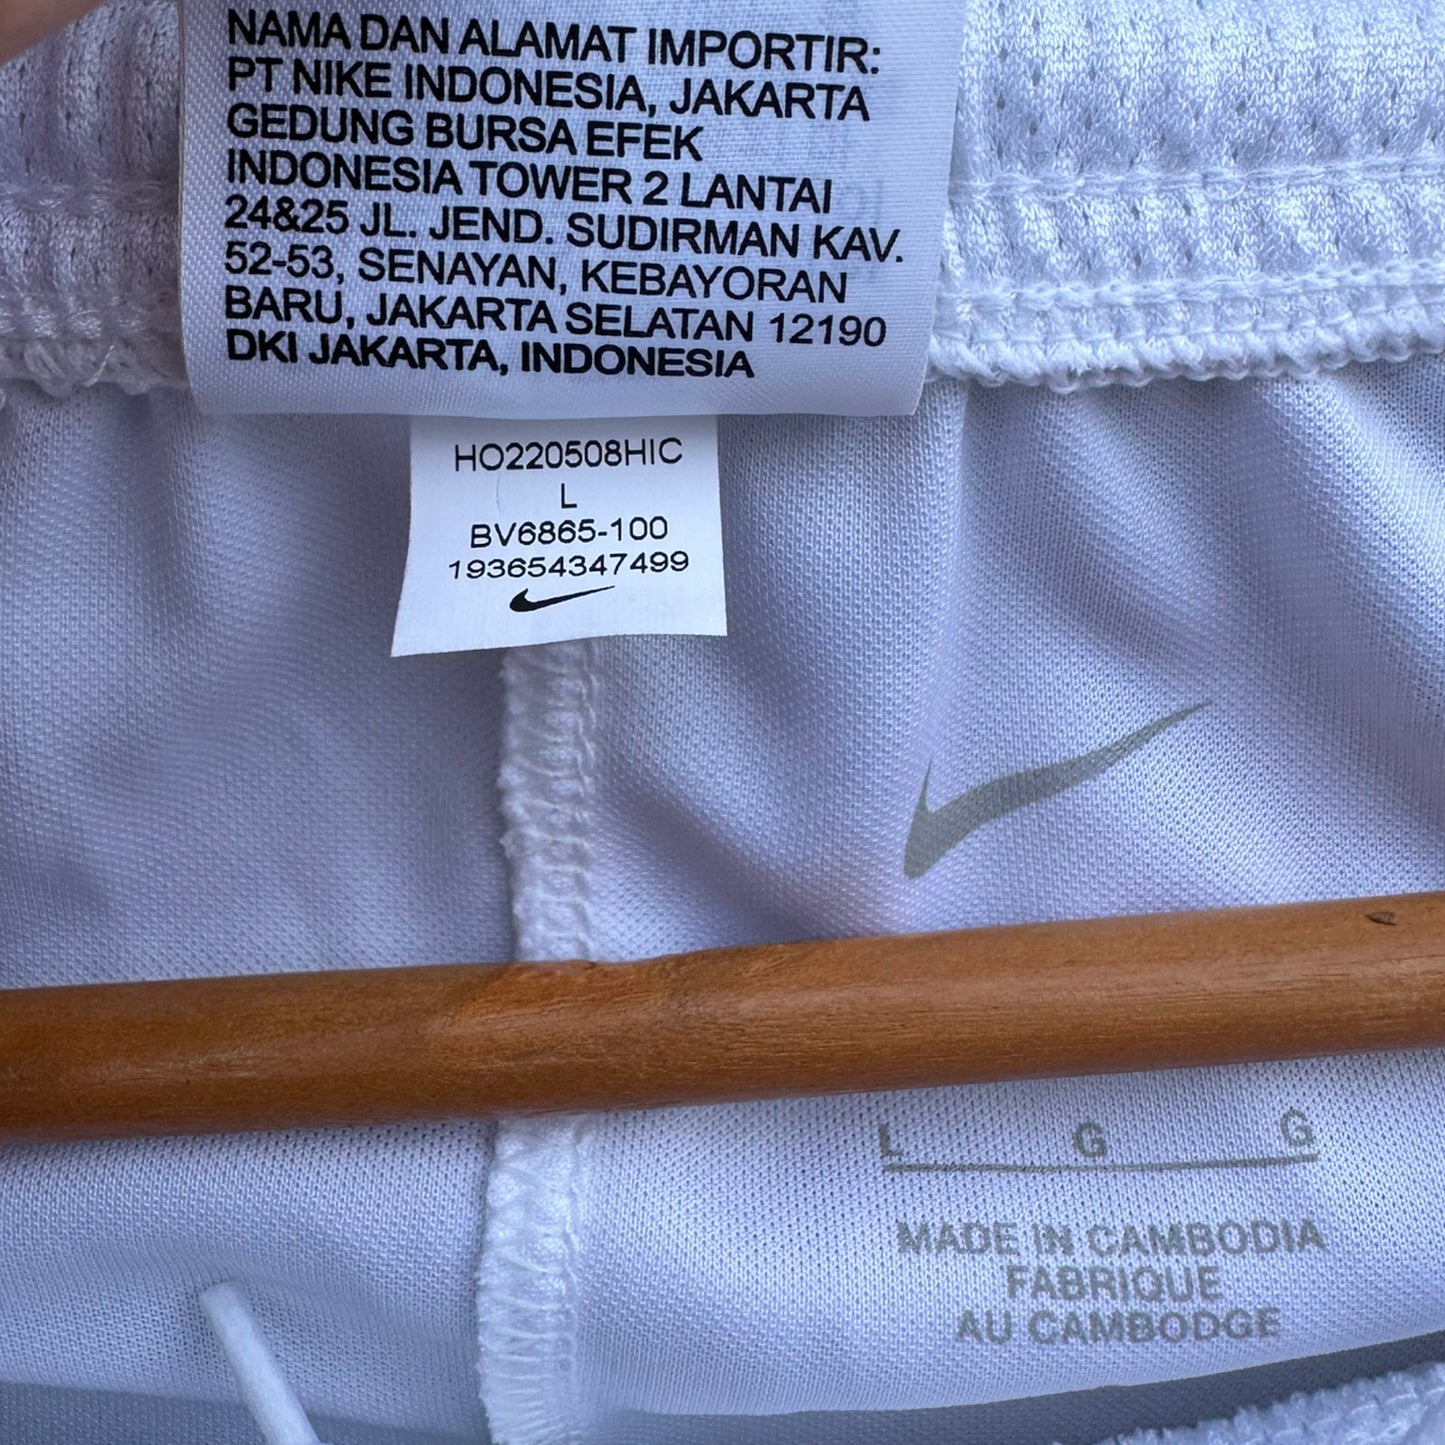 NAMA DAN ALAMAT IMPORTIR:
PT NIKE INDONESIA, JAKARTA
GEDUNG BURSA EFEK
INDONESIA TOWER 2 LANTAI
24&25 JL. JEND. SUDIRMAN KAV.
52-53, SENAYAN, KEBAYORAN
BARU, JAKARTA SELATAN 12190
DKI JAKARTA, INDONESIA
HO220508HIC
L
BV6865-100
193654347499
L G G
MADE IN CAMBODIA
FABRIQUE
AU CAMBODGE